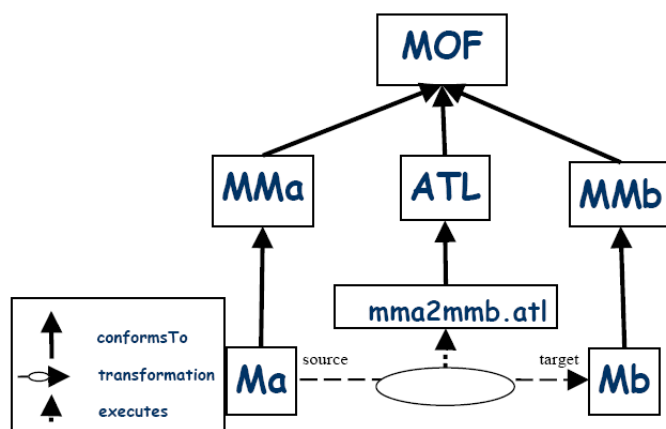 MOF
MMa
ATL
MMb
mma2mmb.atl
conformsTo
transformation
executes
Ma
source
target
Mb